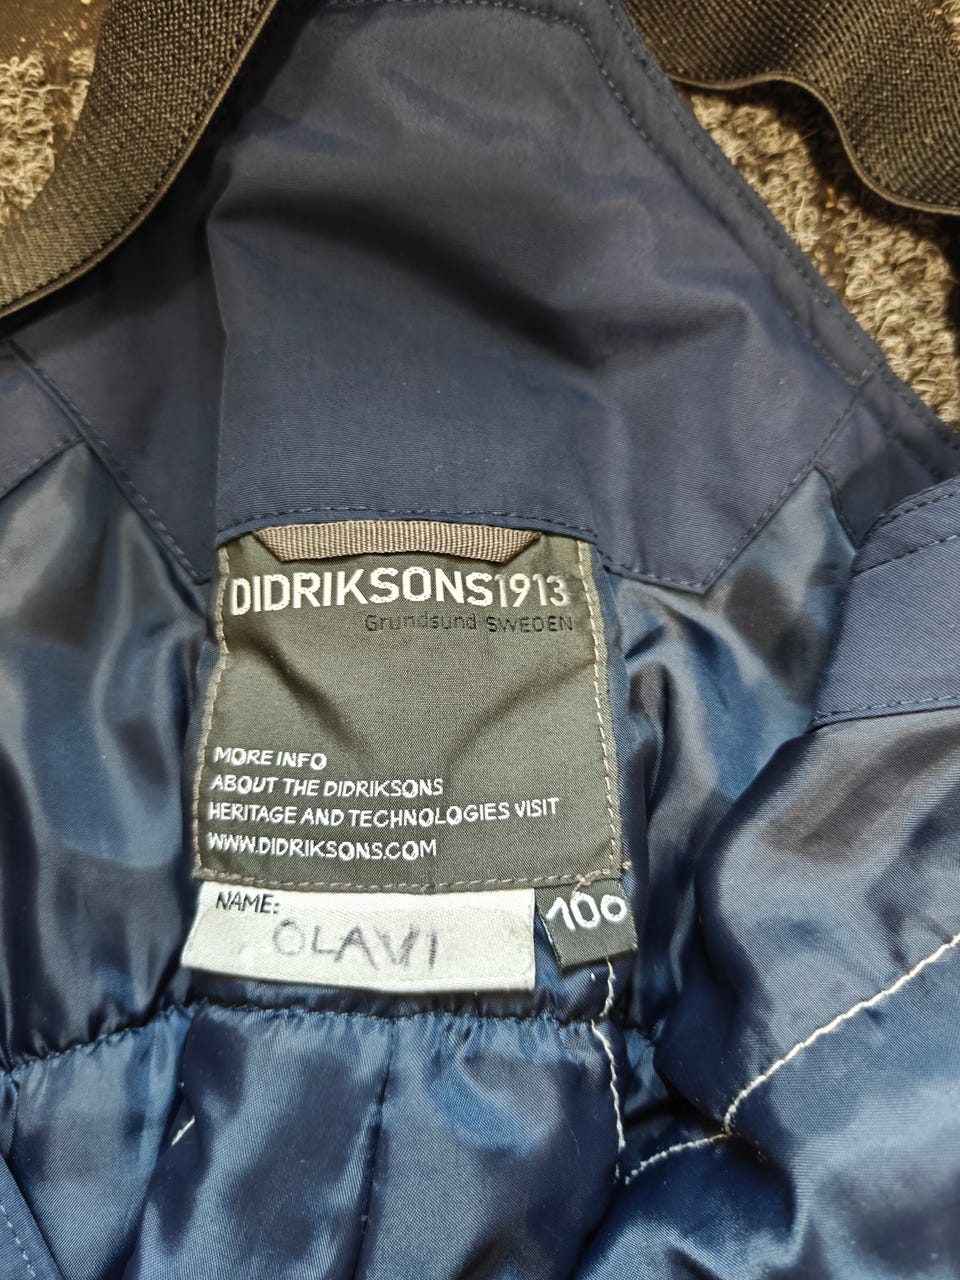 DIDRIKSONS1913
Grundsund SWEDEN
MORE INFO
ABOUT THE DIDRIKSONS
HERITAGE AND TECHNOLOGIES VISIT
WWW.DIDRIKSONS.COM
NAME:
OLAVI
100